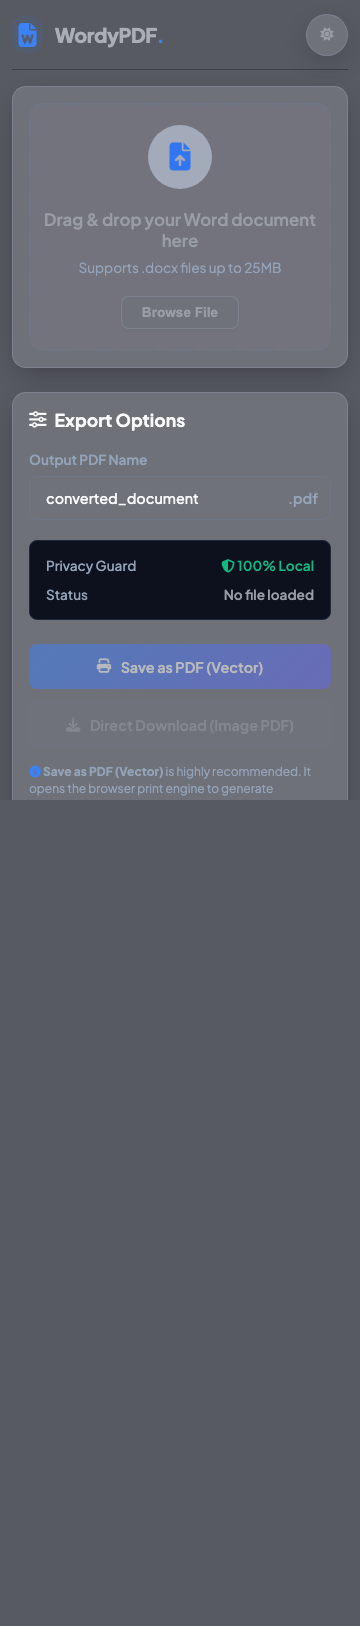 WordyPDF.
Drag & drop your Word document
here
Supports .docx files up to 25MB
Browse File
Export Options
Output PDF Name
converted_document .pdf
Privacy Guard 100% Local
Status No file loaded
Save as PDF (Vector)
Direct Download (Image PDF)
Save as PDF (Vector) is highly recommended. It
opens the browser print engine to generate